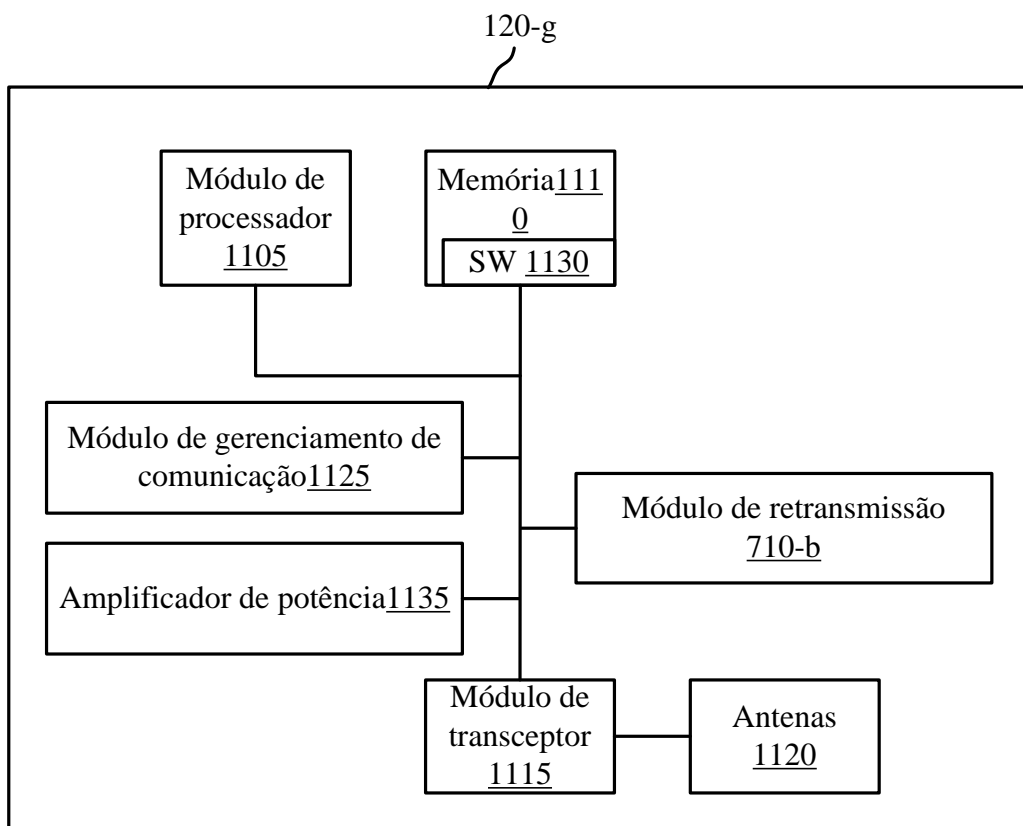 120-g
Módulo de
processador
1105
Memória111
0
SW 1130
Módulo de gerenciamento de
comunicação1125
Módulo de retransmissão
710-b
Amplificador de potência1135
Módulo de
transceptor
1115
Antenas
1120